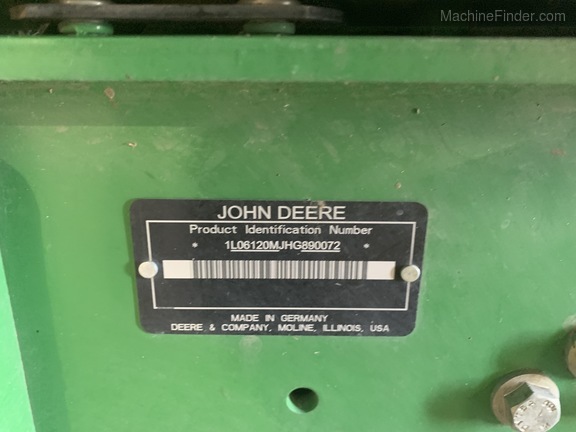 MachineFinder.com
JOHN DEERE
Product Identification Number
* 1L06120MJHG890072 *
MADE IN GERMANY
DEERE & COMPANY, MOLINE, ILLINOIS, USA